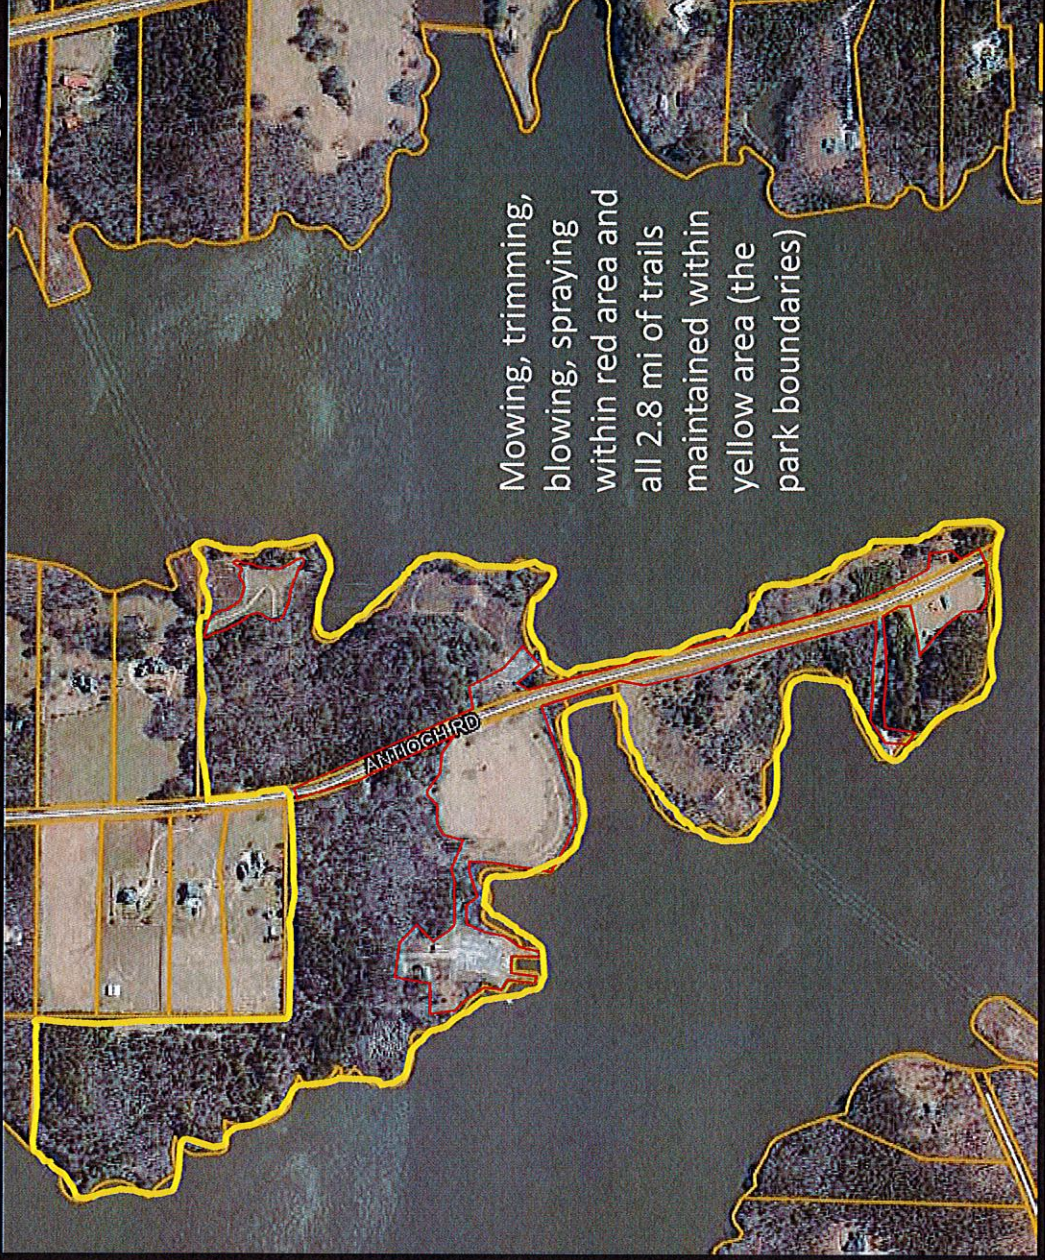 Mowing, trimming,
blowing, spraying
within red area and
all 2.8 mi of trails
maintained within
yellow area (the
park boundaries)
ANTIOCH RD